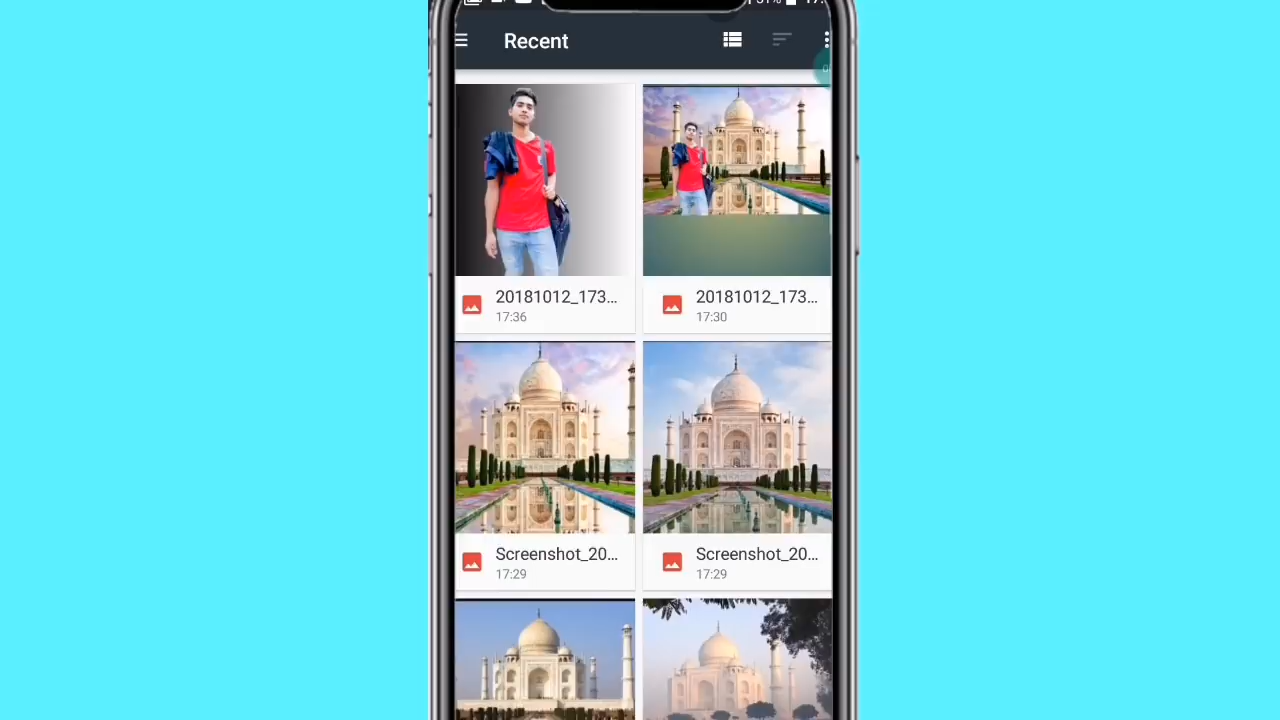 Recent
20181012_173...
17:36
20181012_173...
17:30
Screenshot_20...
17:29
Screenshot_20...
17:29